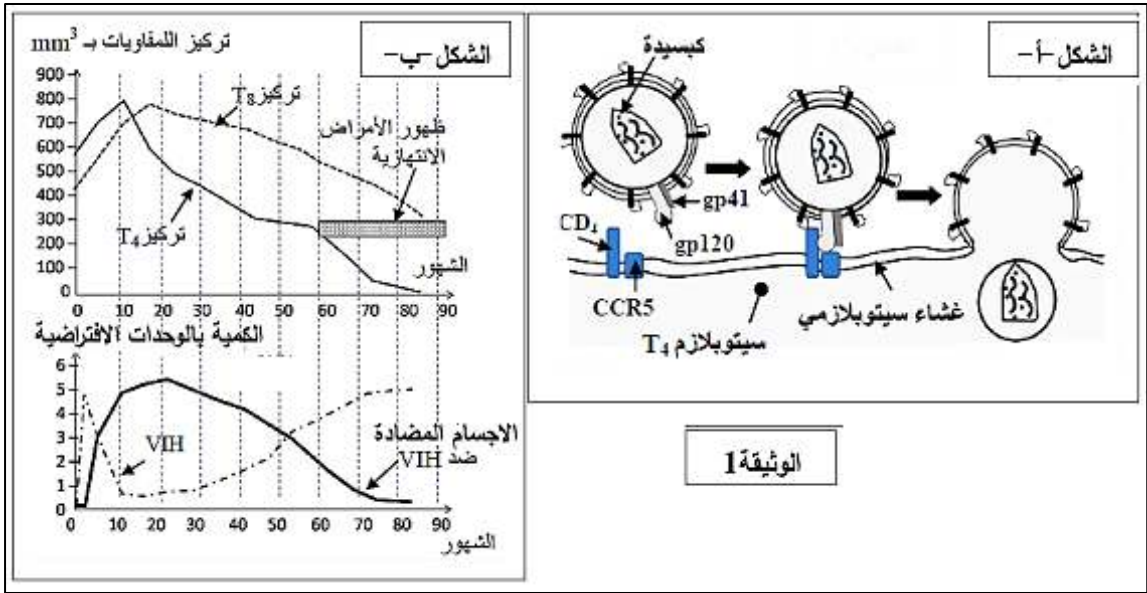 الشكل -أ-
كبسيدة
gp41
gp120
CD4
CCR5
غشاء سيتوبلازمي
سيتوبلازم T4
الوثيقة1
الشكل -ب-
تركيز اللمفاويات بـ mm³
900
800
700
600
500
400
300
200
100
0
تركيز T8
ظهور الأمراض
الانتهازية
تركيز T4
الشهور
0 10 20 30 40 50 60 70 80 90
الكمية بالوحدات الافتراضية
6
5
4
3
2
1
0
VIH
الاجسام المضادة
ضد VIH
0 10 20 30 40 50 60 70 80 90
الشهور